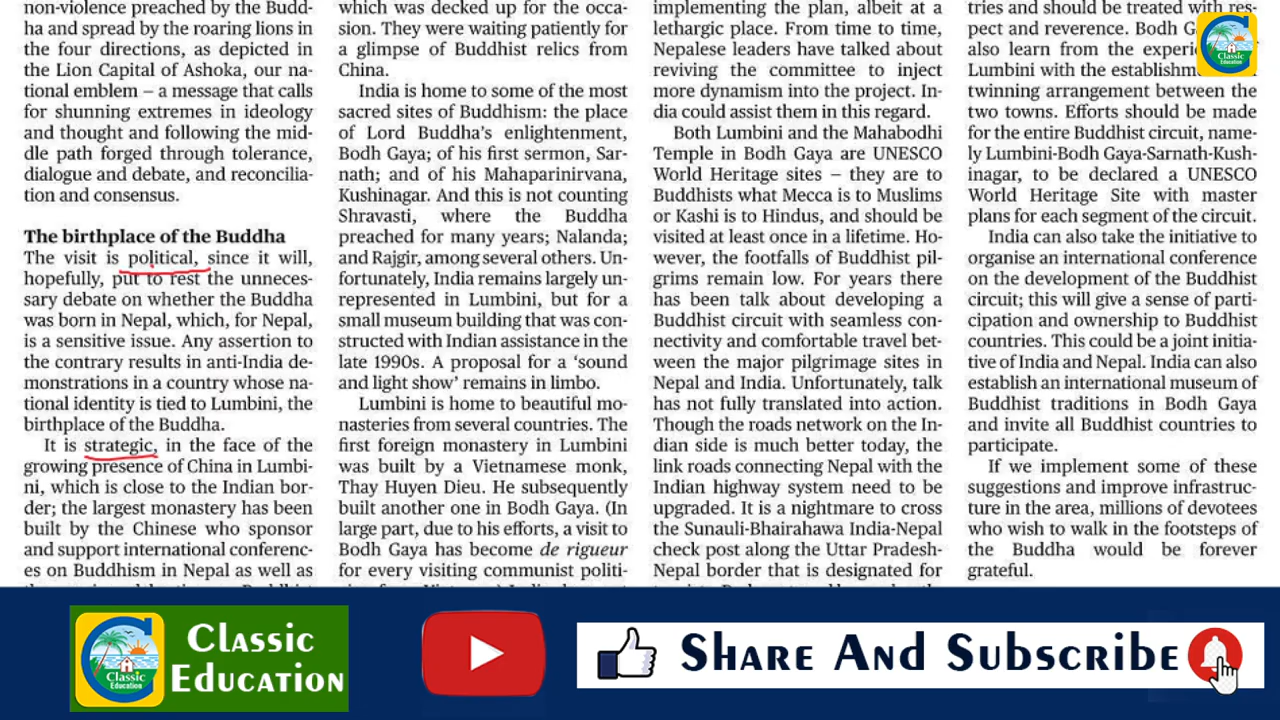 non-violence preached by the Budd-
ha and spread by the roaring lions in
the four directions, as depicted in
the Lion Capital of Ashoka, our na-
tional emblem – a message that calls
for shunning extremes in ideology
and thought and following the mid-
dle path forged through tolerance,
dialogue and debate, and reconcilia-
tion and consensus.
The birthplace of the Buddha
The visit is political, since it will,
hopefully, put to rest the unneces-
sary debate on whether the Buddha
was born in Nepal, which, for Nepal,
is a sensitive issue. Any assertion to
the contrary results in anti-India de-
monstrations in a country whose na-
tional identity is tied to Lumbini, the
birthplace of the Buddha.
It is strategic, in the face of the
growing presence of China in Lumbi-
ni, which is close to the Indian bor-
der; the largest monastery has been
built by the Chinese who sponsor
and support international conferenc-
es on Buddhism in Nepal as well as
which was decked up for the occa-
sion. They were waiting patiently for
a glimpse of Buddhist relics from
China.
India is home to some of the most
sacred sites of Buddhism: the place
of Lord Buddha's enlightenment,
Bodh Gaya; of his first sermon, Sar-
nath; and of his Mahaparinirvana,
Kushinagar. And this is not counting
Shravasti, where the Buddha
preached for many years; Nalanda;
and Rajgir, among several others. Un-
fortunately, India remains largely un-
represented in Lumbini, but for a
small museum building that was con-
structed with Indian assistance in the
late 1990s. A proposal for a 'sound
and light show' remains in limbo.
Lumbini is home to beautiful mo-
nasteries from several countries. The
first foreign monastery in Lumbini
was built by a Vietnamese monk,
Thay Huyen Dieu. He subsequently
built another one in Bodh Gaya. (In
large part, due to his efforts, a visit to
Bodh Gaya has become de rigueur
for every visiting communist politi-
implementing the plan, albeit at a
lethargic place. From time to time,
Nepalese leaders have talked about
reviving the committee to inject
more dynamism into the project. In-
dia could assist them in this regard.
Both Lumbini and the Mahabodhi
Temple in Bodh Gaya are UNESCO
World Heritage sites – they are to
Buddhists what Mecca is to Muslims
or Kashi is to Hindus, and should be
visited at least once in a lifetime. Ho-
wever, the footfalls of Buddhist pil-
grims remain low. For years there
has been talk about developing a
Buddhist circuit with seamless con-
nectivity and comfortable travel bet-
ween the major pilgrimage sites in
Nepal and India. Unfortunately, talk
has not fully translated into action.
Though the roads network on the In-
dian side is much better today, the
link roads connecting Nepal with the
Indian highway system need to be
upgraded. It is a nightmare to cross
the Sunauli-Bhairahawa India-Nepal
check post along the Uttar Pradesh-
Nepal border that is designated for
tries and should be treated with res-
pect and reverence. Bodh
also learn from the
Lumbini with the
twinning arrangement between the
two towns. Efforts should be made
for the entire Buddhist circuit, name-
ly Lumbini-Bodh Gaya-Sarnath-Kush-
inagar, to be declared a UNESCO
World Heritage Site with master
plans for each segment of the circuit.
India can also take the initiative to
organise an international conference
on the development of the Buddhist
circuit; this will give a sense of parti-
cipation and ownership to Buddhist
countries. This could be a joint initia-
tive of India and Nepal. India can also
establish an international museum of
Buddhist traditions in Bodh Gaya
and invite all Buddhist countries to
participate.
If we implement some of these
suggestions and improve infrastruc-
ture in the area, millions of devotees
who wish to walk in the footsteps of
the Buddha would be forever
grateful.
Classic
Education
Classic
Education
Classic
Education
Share And Subscribe